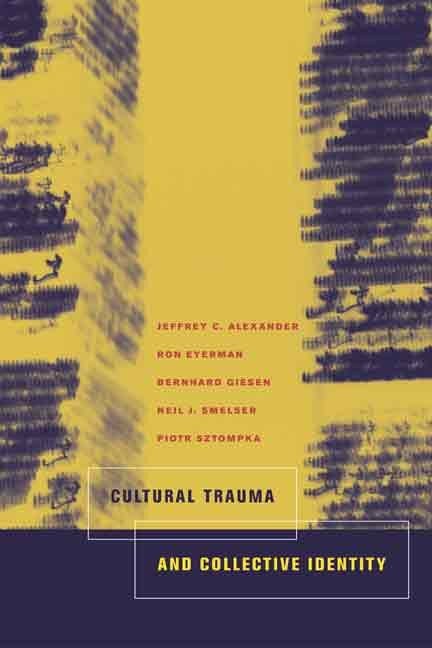 JEFFREY C. ALEXANDER
RON EYERMAN
BERNHARD GIESEN
NEIL J. SMELSER
PIOTR SZTOMPKA
CULTURAL TRAUMA
AND COLLECTIVE IDENTITY